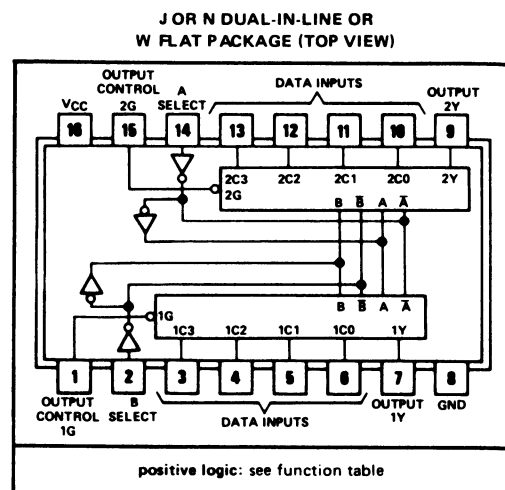 J OR N DUAL-IN-LINE OR
W FLAT PACKAGE (TOP VIEW)
OUTPUT A DATA INPUTS OUTPUT
VCC CONTROL SELECT 2Y
2G
16 15 14 13 12 11 10 9
2C3 2C2 2C1 2C0 2Y
2G
B B̅ A A̅
B B̅ A A̅
1G
1C3 1C2 1C1 1C0 1Y
1 2 3 4 5 6 7 8
OUTPUT B OUTPUT GND
CONTROL SELECT DATA INPUTS 1Y
1G
positive logic: see function table